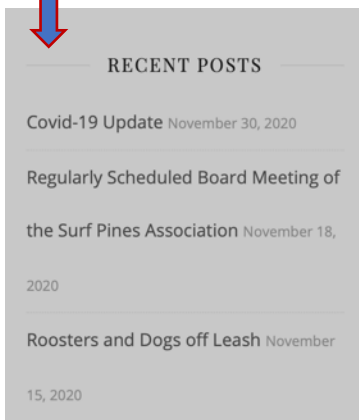 RECENT POSTS
Covid-19 Update November 30, 2020
Regularly Scheduled Board Meeting of
the Surf Pines Association November 18,
2020
Roosters and Dogs off Leash November
15, 2020